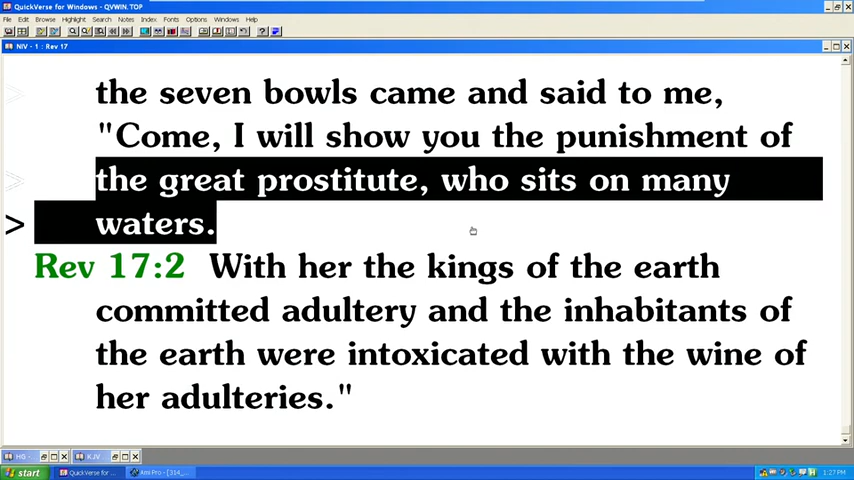 QuickVerse for Windows - QVWIN.TOP
File Edit Browse Highlight Search Notes Index Fonts Options Windows Help
NIV - 1 : Rev 17
the seven bowls came and said to me,
"Come, I will show you the punishment of
the great prostitute, who sits on many
> waters.
Rev 17:2 With her the kings of the earth
committed adultery and the inhabitants of
the earth were intoxicated with the wine of
her adulteries."
HG - KJV
start QuickVerse for ... Ami Pro - [314_... 1:27 PM